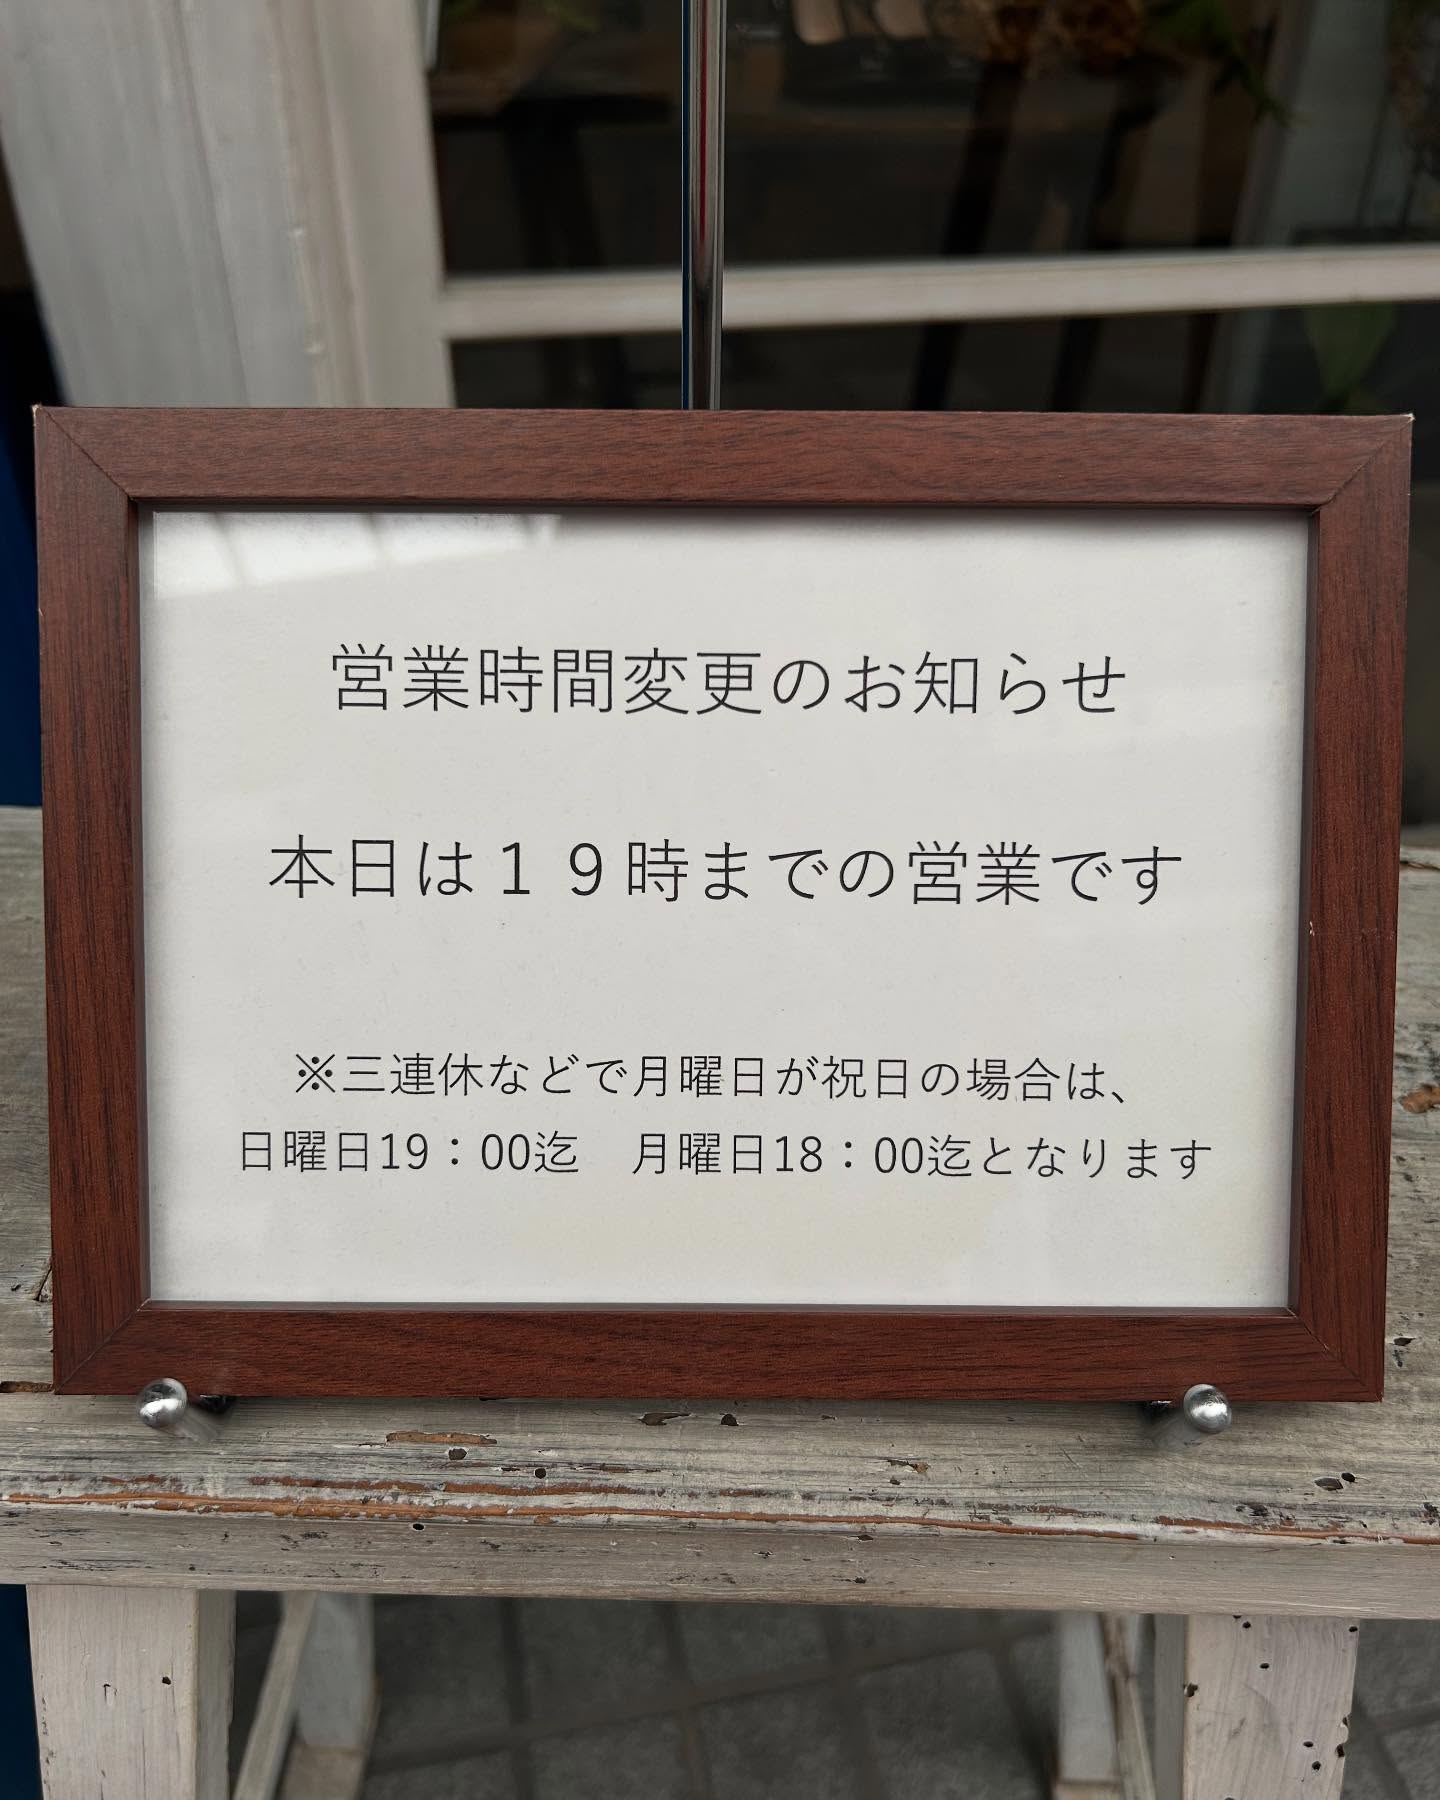 営業時間変更のお知らせ
本日は１９時までの営業です
※三連休などで月曜日が祝日の場合は、
日曜日19：00迄　月曜日18：00迄となります